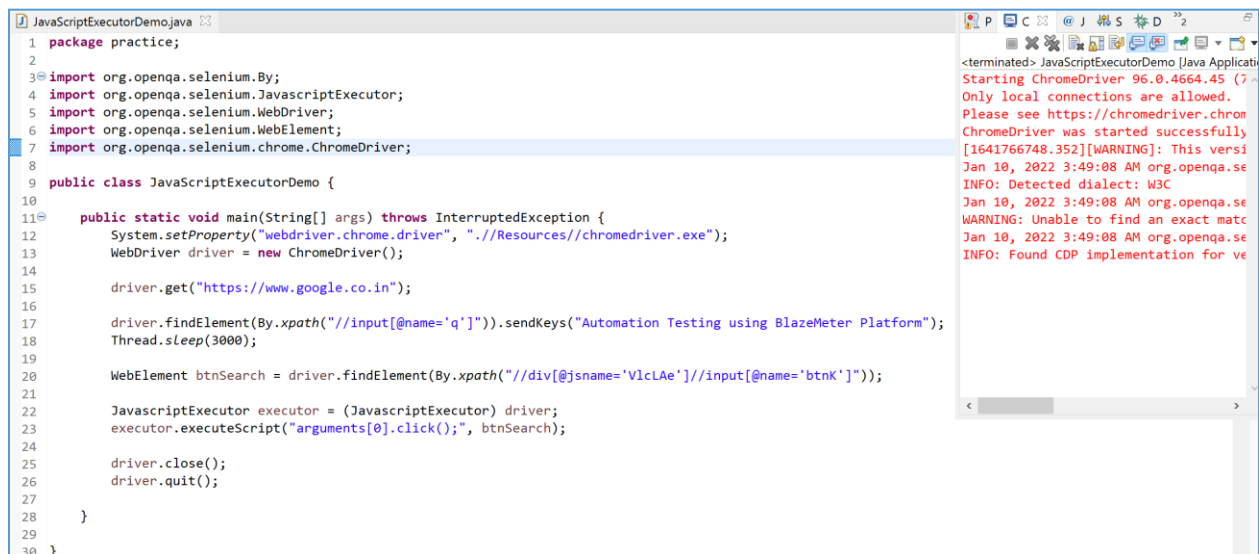 JavaScriptExecutorDemo.java
1 package practice;
2
3 import org.openqa.selenium.By;
4 import org.openqa.selenium.JavascriptExecutor;
5 import org.openqa.selenium.WebDriver;
6 import org.openqa.selenium.WebElement;
7 import org.openqa.selenium.chrome.ChromeDriver;
8
9 public class JavaScriptExecutorDemo {
10
11 public static void main(String[] args) throws InterruptedException {
12 System.setProperty("webdriver.chrome.driver", ".//Resources//chromedriver.exe");
13 WebDriver driver = new ChromeDriver();
14
15 driver.get("https://www.google.co.in");
16
17 driver.findElement(By.xpath("//input[@name='q']")).sendKeys("Automation Testing using BlazeMeter Platform");
18 Thread.sleep(3000);
19
20 WebElement btnSearch = driver.findElement(By.xpath("//div[@jsname='VlcLAe']//input[@name='btnK']"));
21
22 JavascriptExecutor executor = (JavascriptExecutor) driver;
23 executor.executeScript("arguments[0].click();", btnSearch);
24
25 driver.close();
26 driver.quit();
27
28 }
29
30 }
P C @ J S D »2
<terminated> JavaScriptExecutorDemo [Java Applicati
Starting ChromeDriver 96.0.4664.45 (7
Only local connections are allowed.
Please see https://chromedriver.chrom
ChromeDriver was started successfully
[1641766748.352][WARNING]: This versi
Jan 10, 2022 3:49:08 AM org.openqa.se
INFO: Detected dialect: W3C
Jan 10, 2022 3:49:08 AM org.openqa.se
WARNING: Unable to find an exact matc
Jan 10, 2022 3:49:08 AM org.openqa.se
INFO: Found CDP implementation for ve